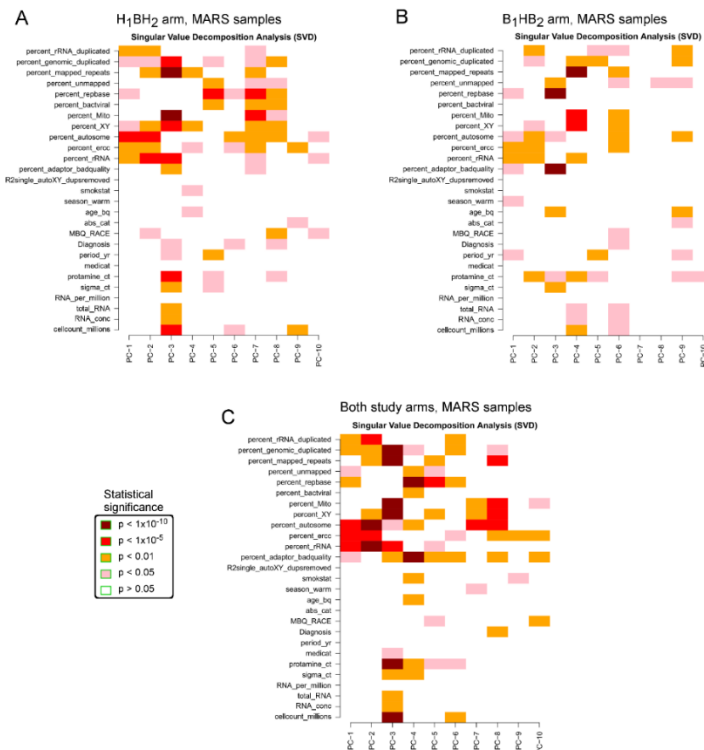 A
H₁BH₂ arm, MARS samples
Singular Value Decomposition Analysis (SVD)
percent_rRNA_duplicated
percent_genomic_duplicated
percent_mapped_repeats
percent_unmapped
percent_repbase
percent_bactviral
percent_Mito
percent_XY
percent_autosome
percent_ercc
percent_rRNA
percent_adaptor_badquality
R2single_autoXY_dupsremoved
smokstat
season_warm
age_bq
abs_cat
MBQ_RACE
Diagnosis
period_yr
medicat
protamine_ct
sigma_ct
RNA_per_million
total_RNA
RNA_conc
cellcount_millions
PC-1
PC-2
PC-3
PC-4
PC-5
PC-6
PC-7
PC-8
PC-9
PC-10
B
B₁HB₂ arm, MARS samples
Singular Value Decomposition Analysis (SVD)
percent_rRNA_duplicated
percent_genomic_duplicated
percent_mapped_repeats
percent_unmapped
percent_repbase
percent_bactviral
percent_Mito
percent_XY
percent_autosome
percent_ercc
percent_rRNA
percent_adaptor_badquality
R2single_autoXY_dupsremoved
smokstat
season_warm
age_bq
abs_cat
MBQ_RACE
Diagnosis
period_yr
medicat
protamine_ct
sigma_ct
RNA_per_million
total_RNA
RNA_conc
cellcount_millions
PC-1
PC-2
PC-3
PC-4
PC-5
PC-6
PC-7
PC-8
PC-9
PC-10
C
Both study arms, MARS samples
Singular Value Decomposition Analysis (SVD)
percent_rRNA_duplicated
percent_genomic_duplicated
percent_mapped_repeats
percent_unmapped
percent_repbase
percent_bactviral
percent_Mito
percent_XY
percent_autosome
percent_ercc
percent_rRNA
percent_adaptor_badquality
R2single_autoXY_dupsremoved
smokstat
season_warm
age_bq
abs_cat
MBQ_RACE
Diagnosis
period_yr
medicat
protamine_ct
sigma_ct
RNA_per_million
total_RNA
RNA_conc
cellcount_millions
PC-1
PC-2
PC-3
PC-4
PC-5
PC-6
PC-7
PC-8
PC-9
PC-10
Statistical
significance
p < 1x10⁻¹⁰
p < 1x10⁻⁵
p < 0.01
p < 0.05
p > 0.05